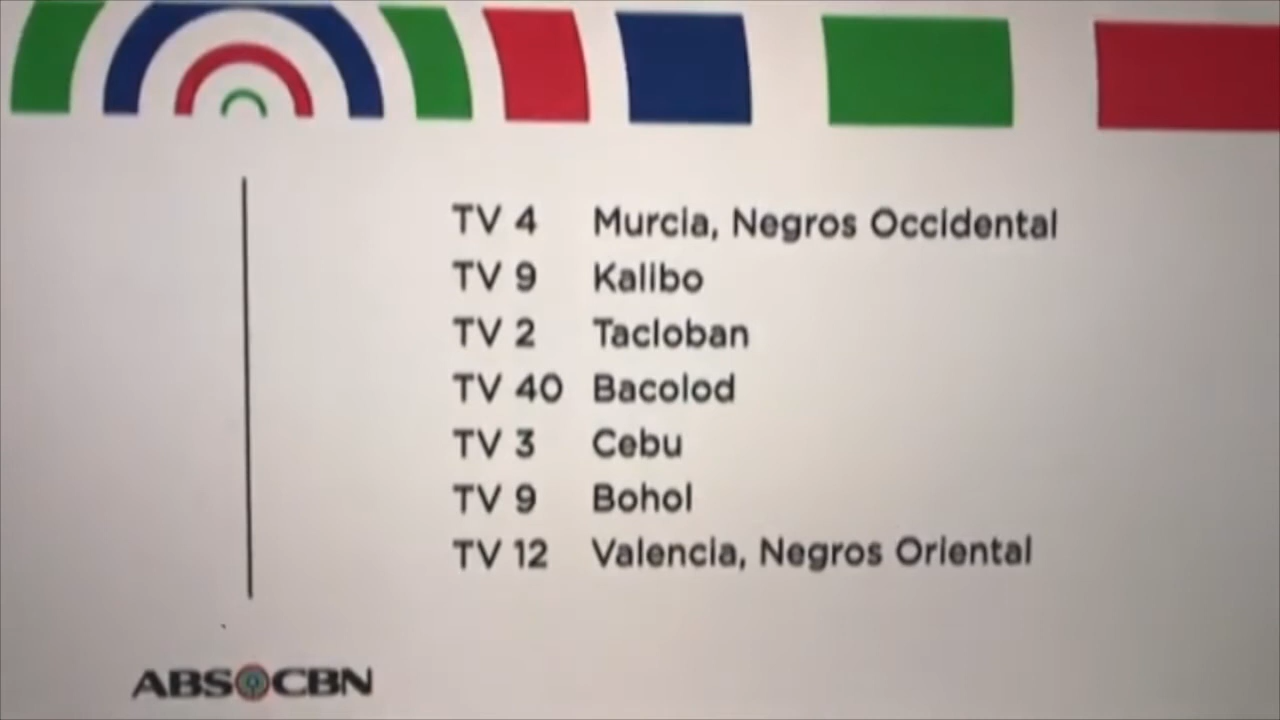 TV 4 Murcia, Negros Occidental
TV 9 Kalibo
TV 2 Tacloban
TV 40 Bacolod
TV 3 Cebu
TV 9 Bohol
TV 12 Valencia, Negros Oriental
ABS CBN